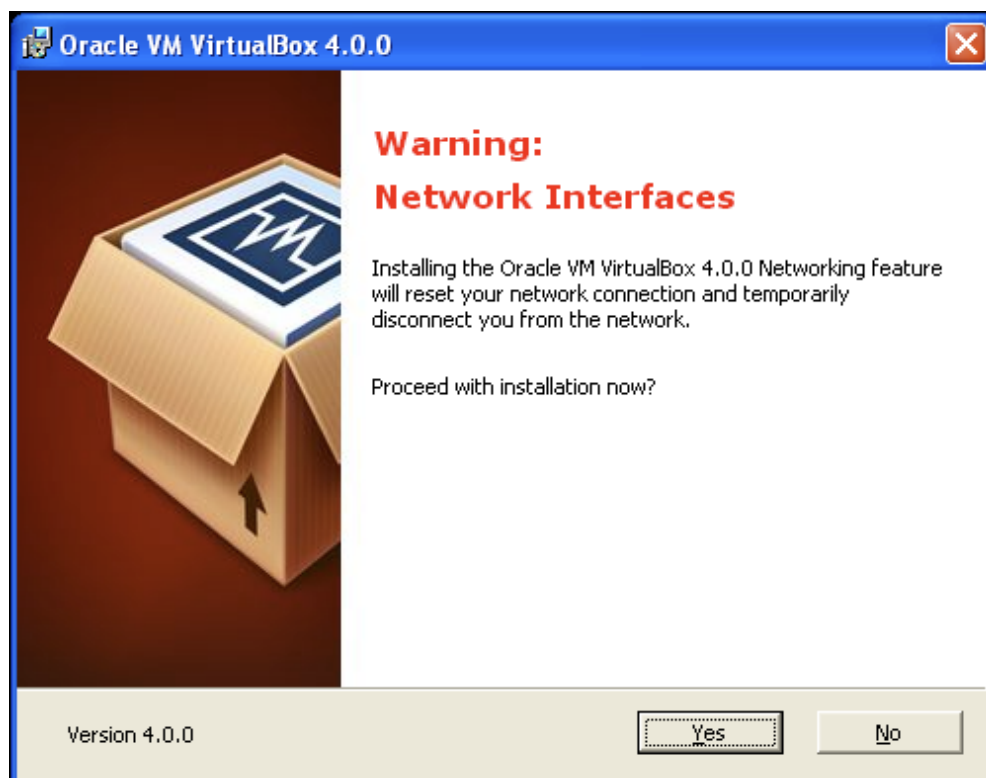 Oracle VM VirtualBox 4.0.0
Warning:
Network Interfaces
Installing the Oracle VM VirtualBox 4.0.0 Networking feature
will reset your network connection and temporarily
disconnect you from the network.
Proceed with installation now?
Version 4.0.0
Yes
No